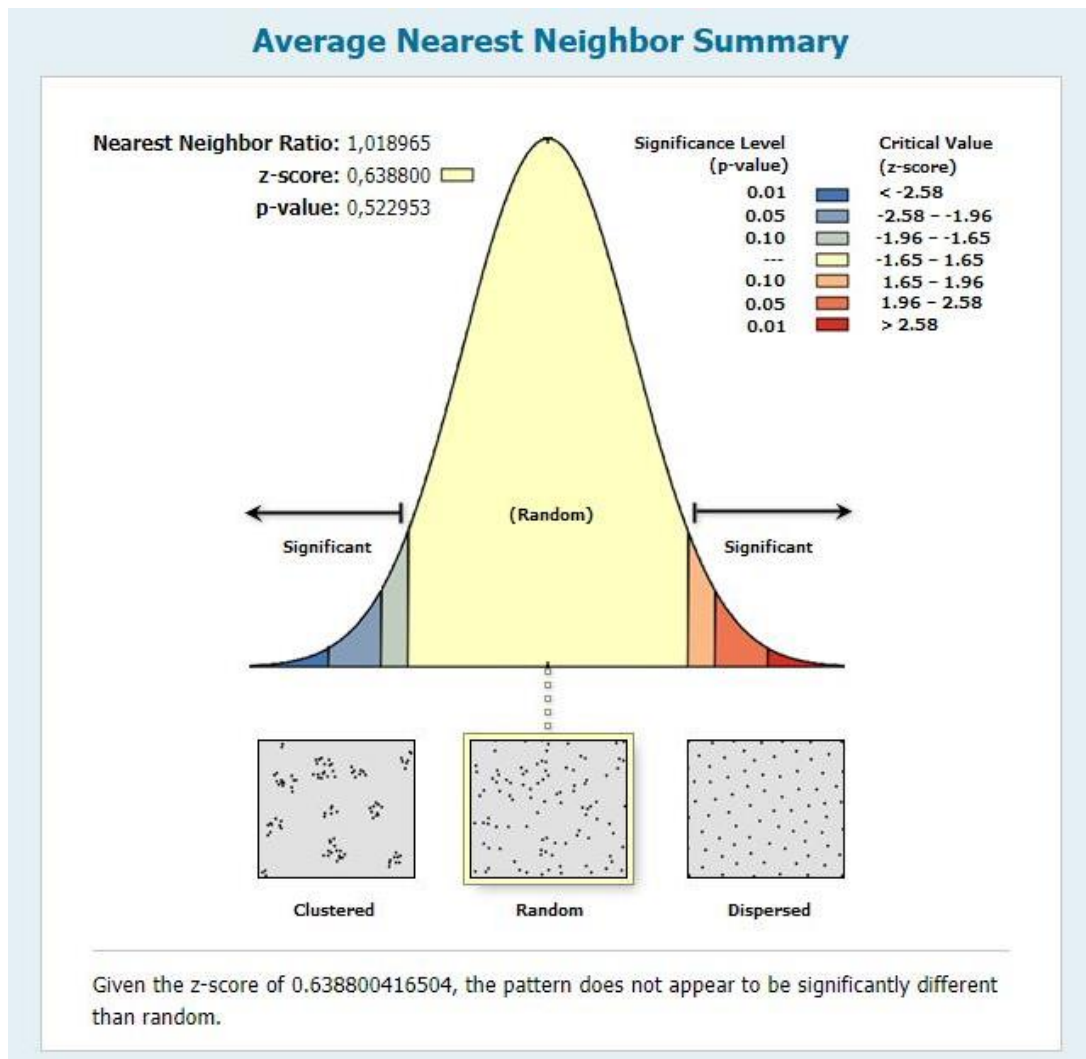 Average Nearest Neighbor Summary
Nearest Neighbor Ratio: 1,018965
z-score: 0,638800
p-value: 0,522953
Significance Level
(p-value)
Critical Value
(z-score)
0.01 < -2.58
0.05 -2.58 – -1.96
0.10 -1.96 – -1.65
--- -1.65 – 1.65
0.10 1.65 – 1.96
0.05 1.96 – 2.58
0.01 > 2.58
Significant
(Random)
Significant
Clustered
Random
Dispersed
Given the z-score of 0.638800416504, the pattern does not appear to be significantly different
than random.